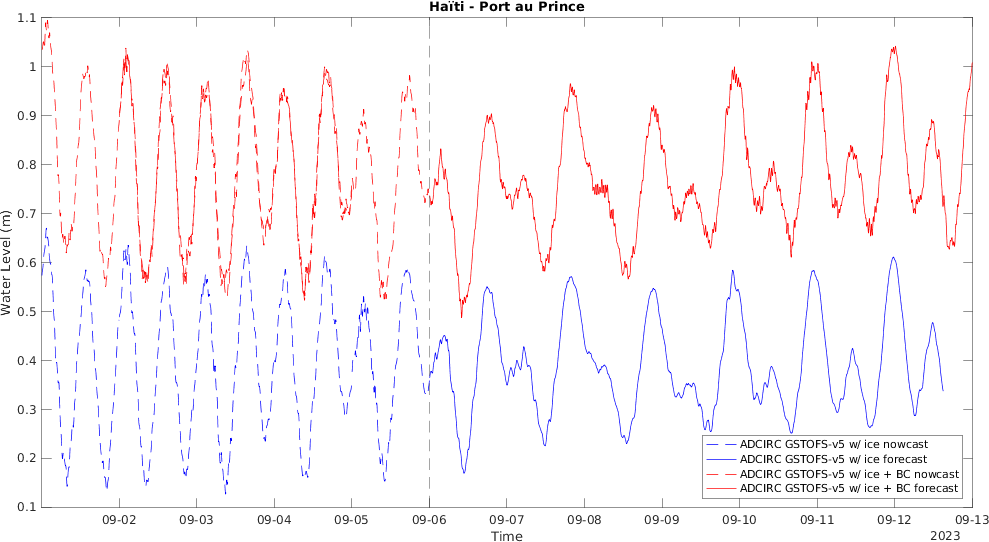 Haïti - Port au Prince
Water Level (m)
1.1
1
0.9
0.8
0.7
0.6
0.5
0.4
0.3
0.2
0.1
ADCIRC GSTOFS-v5 w/ ice nowcast
ADCIRC GSTOFS-v5 w/ ice forecast
ADCIRC GSTOFS-v5 w/ ice + BC nowcast
ADCIRC GSTOFS-v5 w/ ice + BC forecast
09-02 09-03 09-04 09-05 09-06 09-07 09-08 09-09 09-10 09-11 09-12 09-13
Time
2023